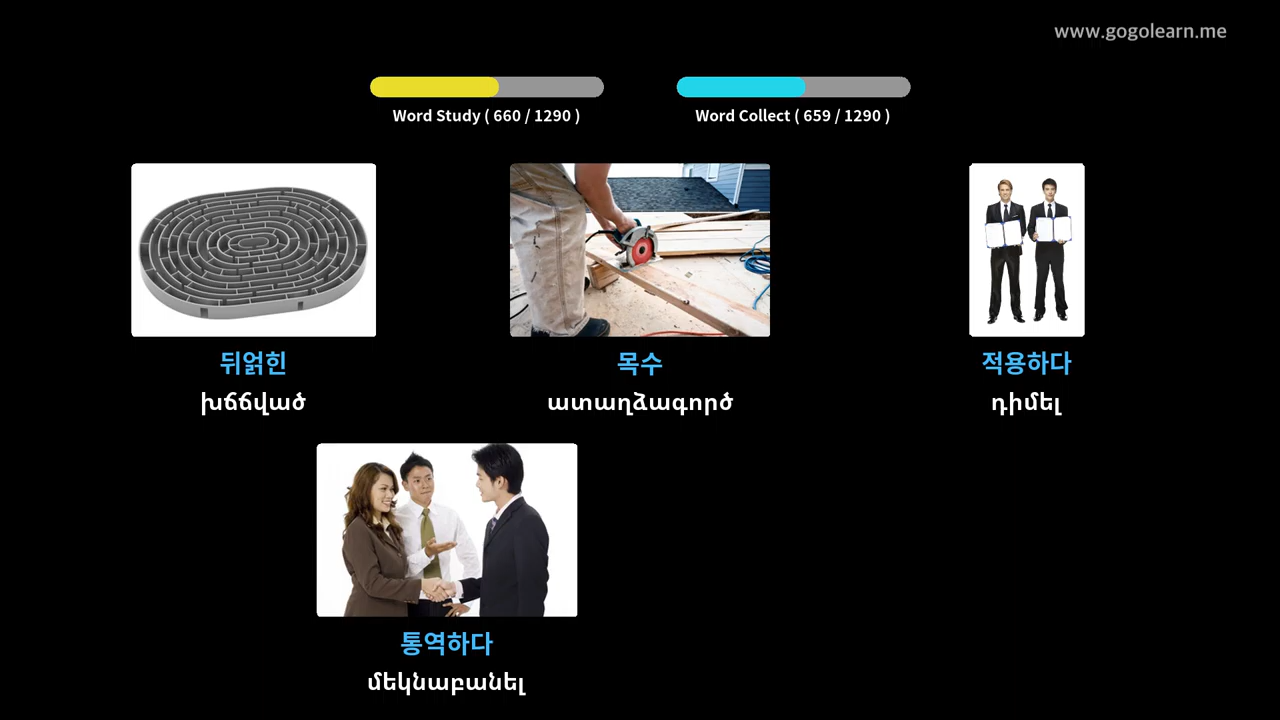 www.gogolearn.me
Word Study ( 660 / 1290 )
Word Collect ( 659 / 1290 )
뒤얽힌
խճճված
목수
ատաղձագործ
적용하다
դիմել
통역하다
մեկնաբանել